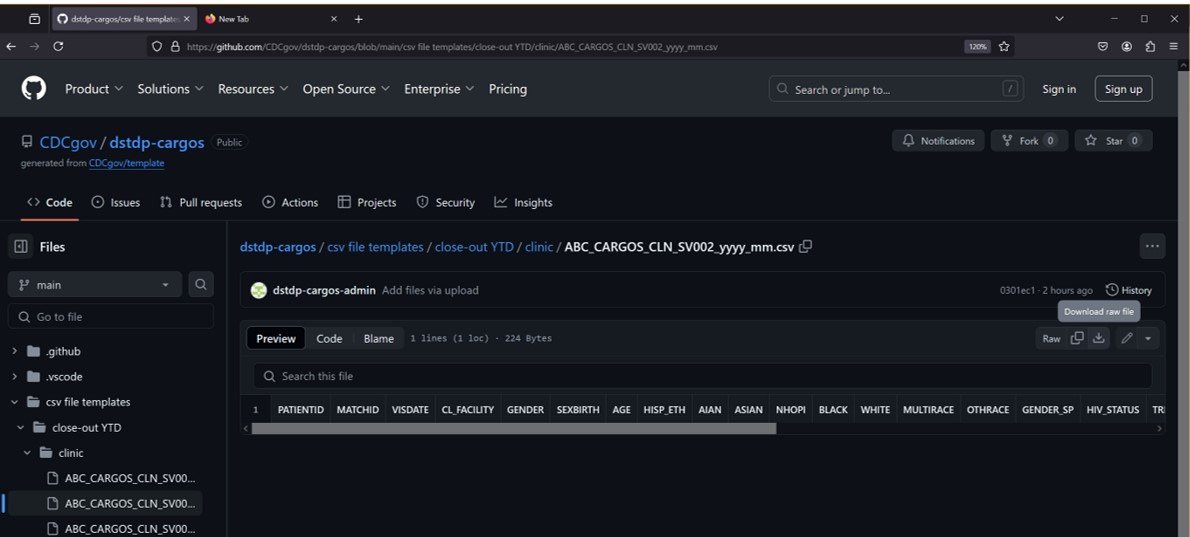 dstdp-cargos/csv file templates
New Tab
https://github.com/CDCgov/dstdp-cargos/blob/main/csv file templates/close-out YTD/clinic/ABC_CARGOS_CLN_SV002_yyyy_mm.csv
120%
Product Solutions Resources Open Source Enterprise Pricing
Search or jump to... /
Sign in
Sign up
CDCgov / dstdp-cargos Public
Notifications Fork 0 Star 0
generated from CDCgov/template
Code Issues Pull requests Actions Projects Security Insights
Files
dstdp-cargos / csv file templates / close-out YTD / clinic / ABC_CARGOS_CLN_SV002_yyyy_mm.csv
main
dstdp-cargos-admin Add files via upload
0301ec1 · 2 hours ago History
Go to file
Download raw file
Preview Code Blame 1 lines (1 loc) · 224 Bytes
Raw
.github
.vscode
csv file templates
close-out YTD
clinic
ABC_CARGOS_CLN_SV00...
ABC_CARGOS_CLN_SV00...
ABC_CARGOS_CLN_SV00...
Search this file
1 PATIENTID MATCHID VISDATE CL_FACILITY GENDER SEXBIRTH AGE HISP_ETH AIAN ASIAN NHOPI BLACK WHITE MULTIRACE OTHRACE GENDER_SP HIV_STATUS